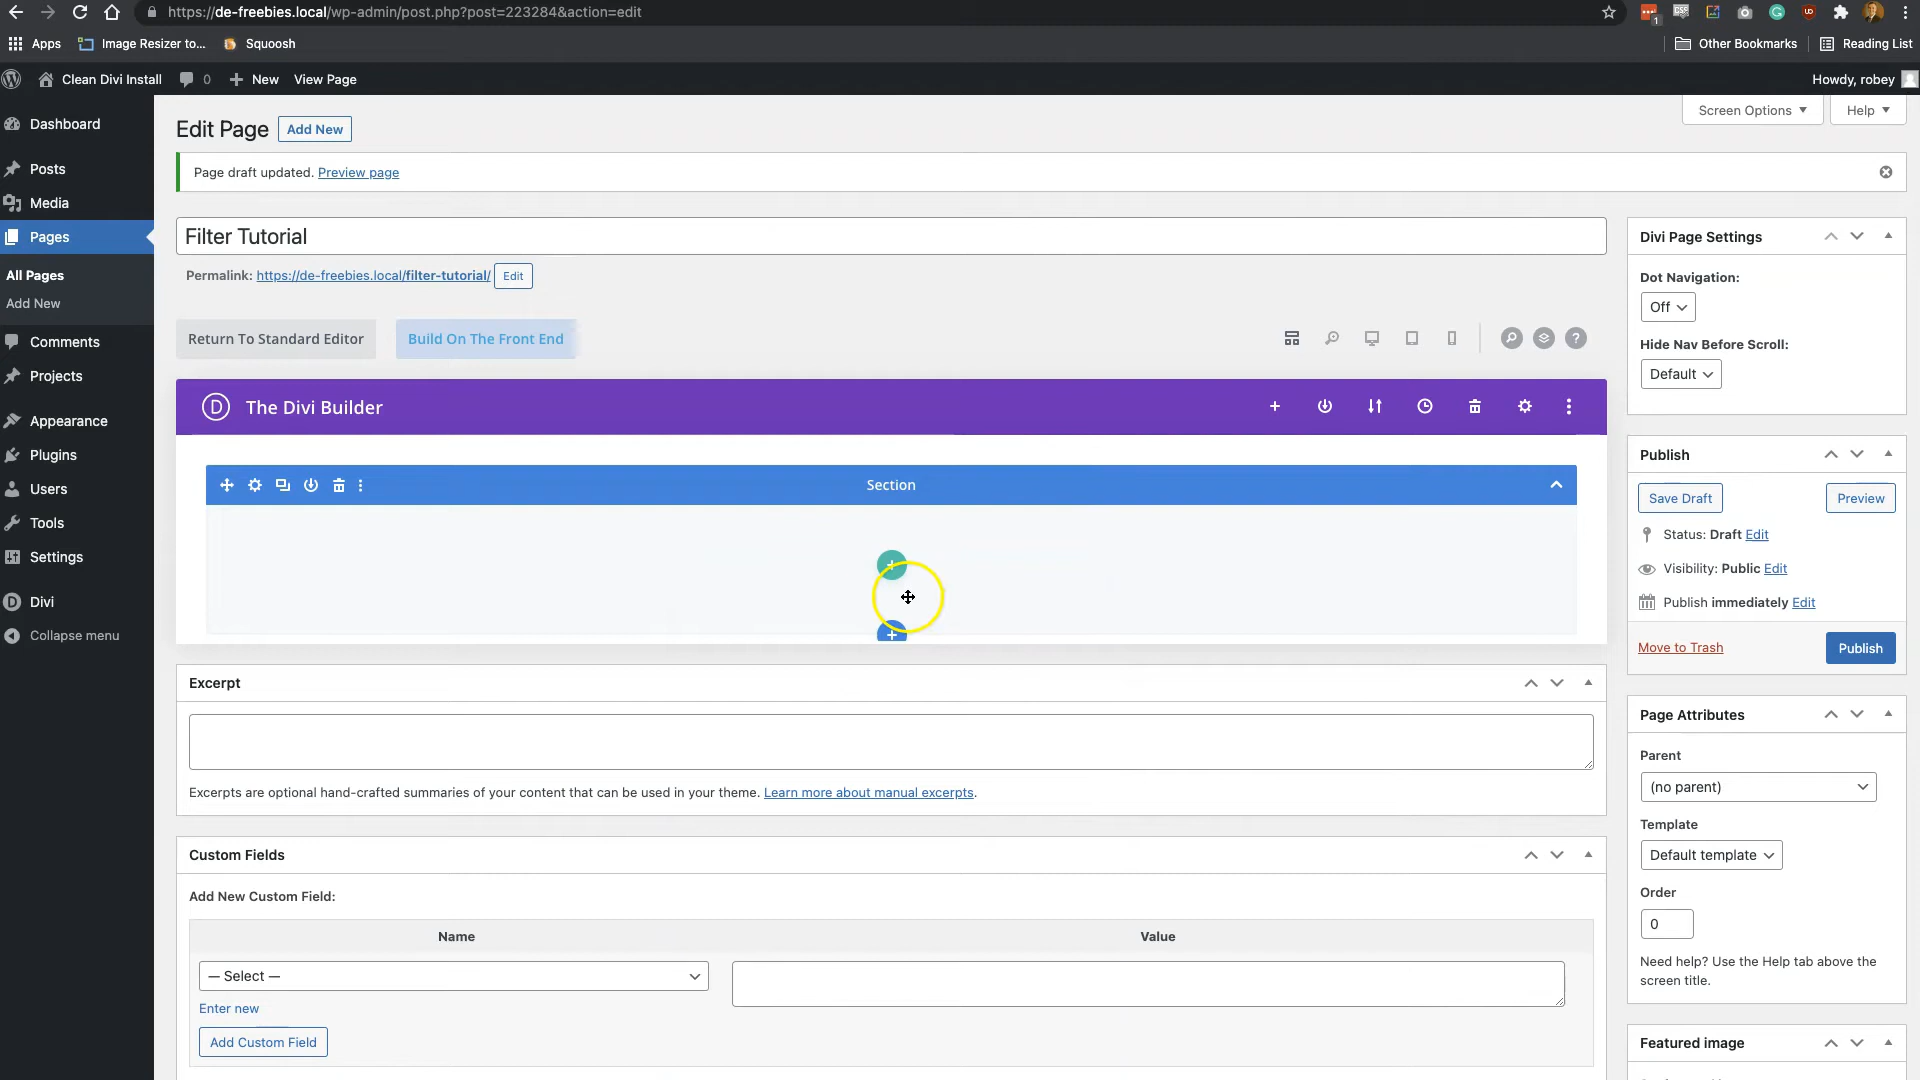 https://de-freebies.local/wp-admin/post.php?post=223284&action=edit
Apps
Image Resizer to...
Squoosh
Other Bookmarks
Reading List
Clean Divi Install
0
New
View Page
Howdy, robey
Dashboard
Posts
Media
Pages
All Pages
Add New
Comments
Projects
Appearance
Plugins
Users
Tools
Settings
Divi
Collapse menu
Screen Options
Help
Edit Page
Add New
Page draft updated. Preview page
Filter Tutorial
Permalink: https://de-freebies.local/filter-tutorial/ Edit
Return To Standard Editor
Build On The Front End
D The Divi Builder
Section
Excerpt
Excerpts are optional hand-crafted summaries of your content that can be used in your theme. Learn more about manual excerpts.
Custom Fields
Add New Custom Field:
Name
Value
— Select —
Enter new
Add Custom Field
Divi Page Settings
Dot Navigation:
Off
Hide Nav Before Scroll:
Default
Publish
Save Draft
Preview
Status: Draft Edit
Visibility: Public Edit
Publish immediately Edit
Move to Trash
Publish
Page Attributes
Parent
(no parent)
Template
Default template
Order
0
Need help? Use the Help tab above the
screen title.
Featured image